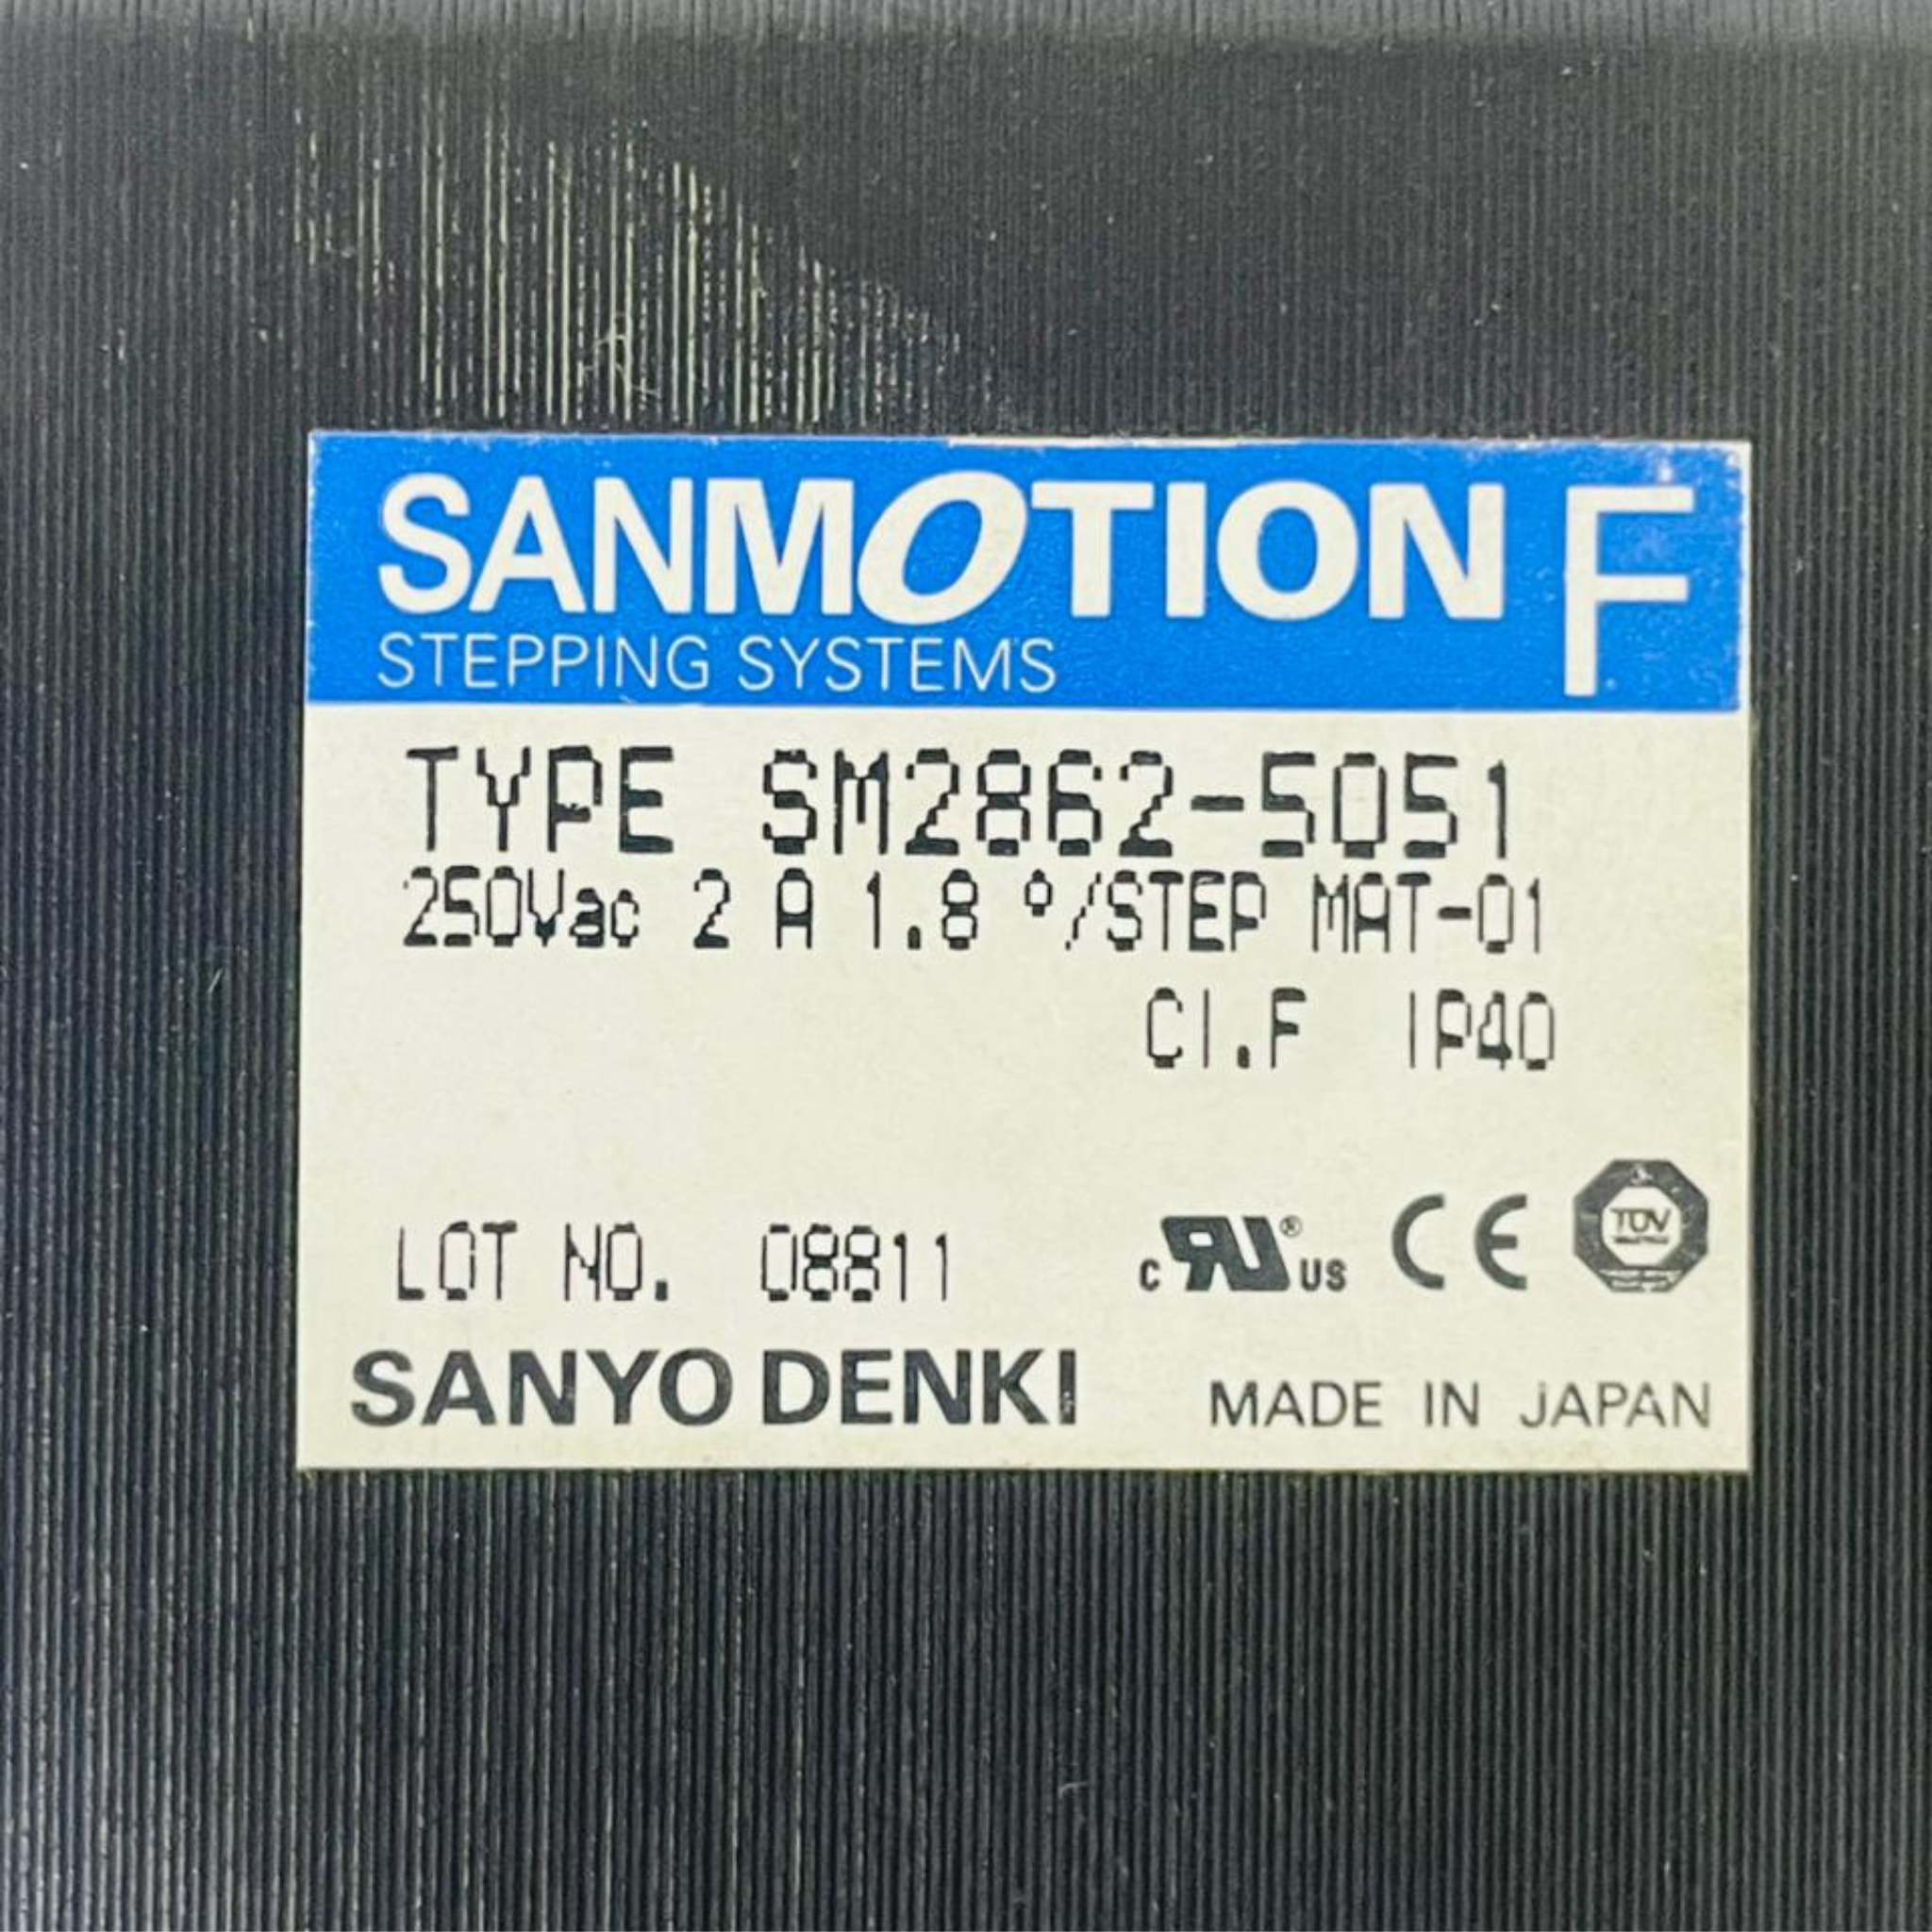 SANMOTION F
STEPPING SYSTEMS
TYPE SM2862-5051
250Vac 2 A 1.8 °/STEP MAT-01
Cl.F IP40
LOT NO. 08811
c RU ® US CE TÜV
SANYO DENKI MADE IN JAPAN